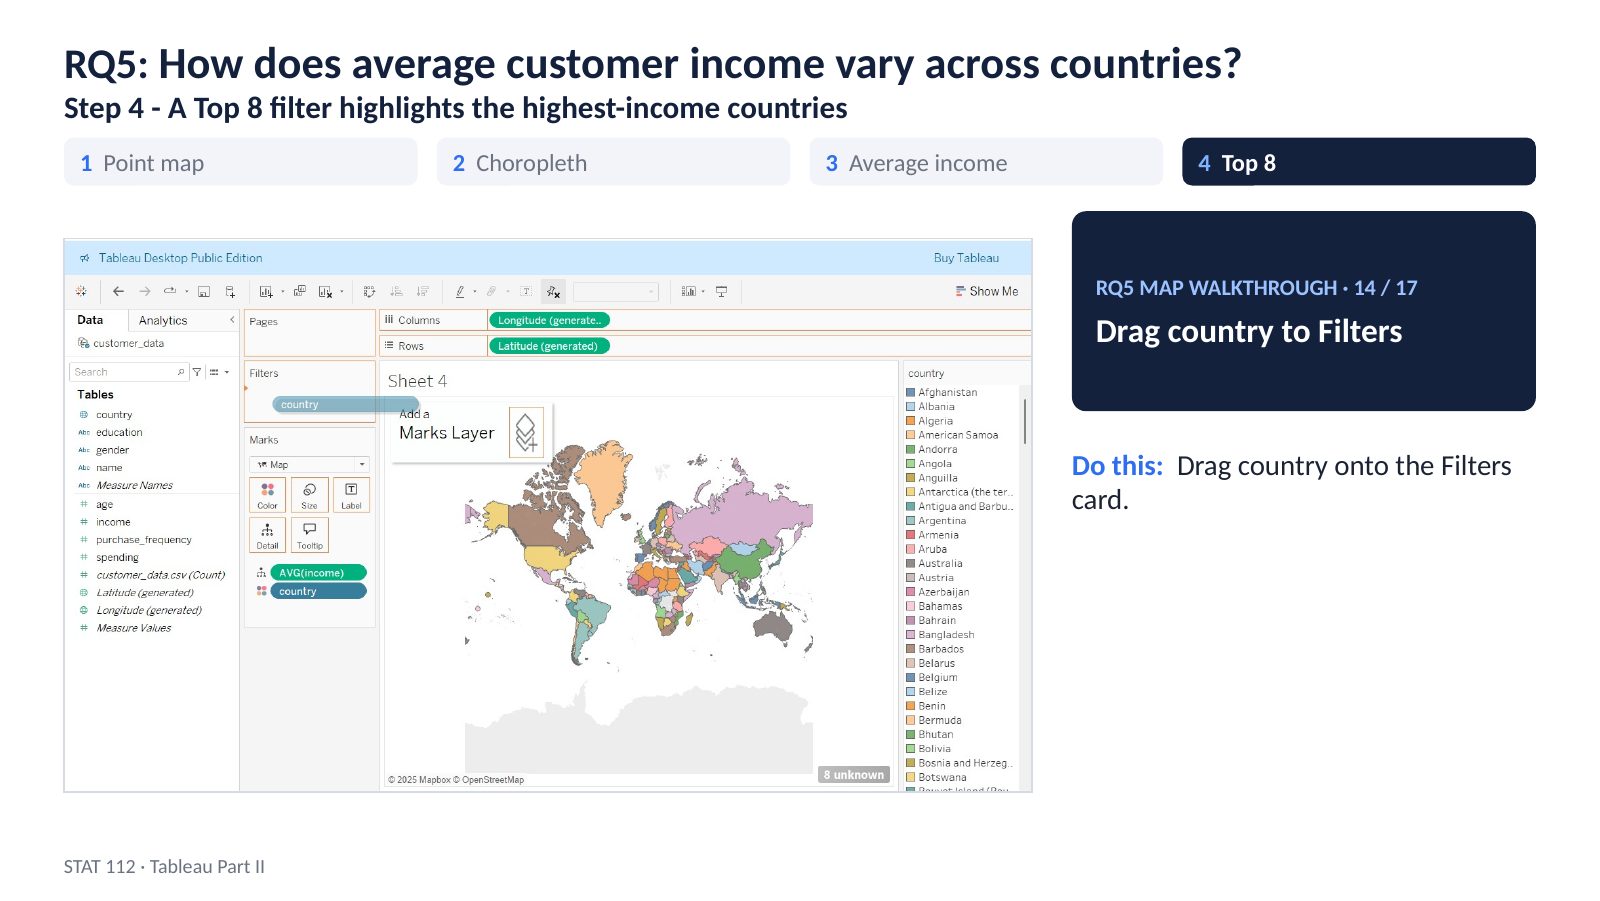 RQ5: How does average customer income vary across countries?
Step 4 - A Top 8 filter highlights the highest-income countries
1 Point map
2 Choropleth
3 Average income
4 Top 8
Tableau Desktop Public Edition
Buy Tableau
Show Me
Data
Analytics
customer_data
Search
Tables
country
education
gender
name
Measure Names
age
income
purchase_frequency
spending
customer_data.csv (Count)
Latitude (generated)
Longitude (generated)
Measure Values
Pages
Filters
country
Marks
Map
Color
Size
Label
Detail
Tooltip
AVG(income)
country
Columns
Longitude (generate..
Rows
Latitude (generated)
Sheet 4
Add a
Marks Layer
© 2025 Mapbox © OpenStreetMap
8 unknown
country
Afghanistan
Albania
Algeria
American Samoa
Andorra
Angola
Anguilla
Antarctica (the ter..
Antigua and Barbu..
Argentina
Armenia
Aruba
Australia
Austria
Azerbaijan
Bahamas
Bahrain
Bangladesh
Barbados
Belarus
Belgium
Belize
Benin
Bermuda
Bhutan
Bolivia
Bosnia and Herzeg..
Botswana
RQ5 MAP WALKTHROUGH · 14 / 17
Drag country to Filters
Do this: Drag country onto the Filters
card.
STAT 112 · Tableau Part II